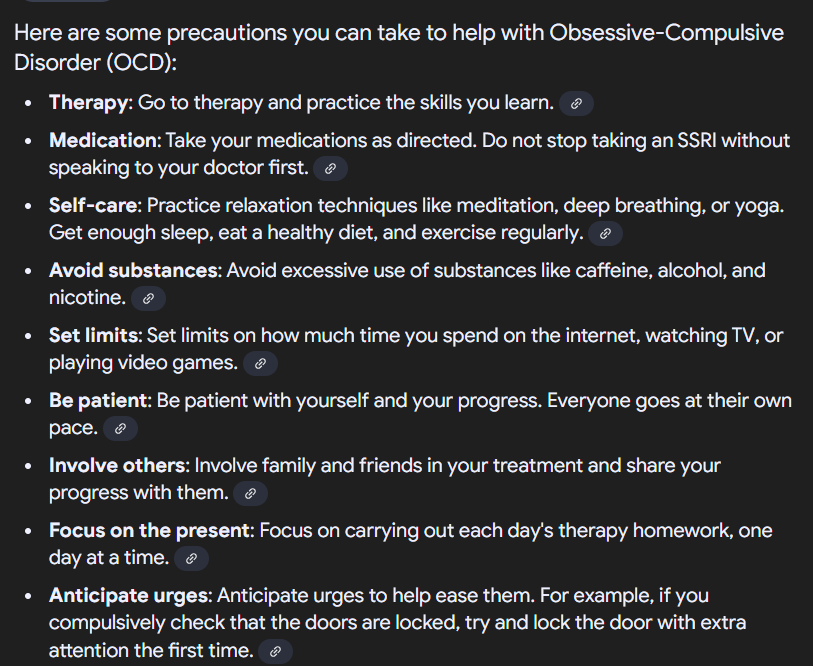 Here are some precautions you can take to help with Obsessive-Compulsive
Disorder (OCD):
• Therapy: Go to therapy and practice the skills you learn.
• Medication: Take your medications as directed. Do not stop taking an SSRI without
speaking to your doctor first.
• Self-care: Practice relaxation techniques like meditation, deep breathing, or yoga.
Get enough sleep, eat a healthy diet, and exercise regularly.
• Avoid substances: Avoid excessive use of substances like caffeine, alcohol, and
nicotine.
• Set limits: Set limits on how much time you spend on the internet, watching TV, or
playing video games.
• Be patient: Be patient with yourself and your progress. Everyone goes at their own
pace.
• Involve others: Involve family and friends in your treatment and share your
progress with them.
• Focus on the present: Focus on carrying out each day's therapy homework, one
day at a time.
• Anticipate urges: Anticipate urges to help ease them. For example, if you
compulsively check that the doors are locked, try and lock the door with extra
attention the first time.